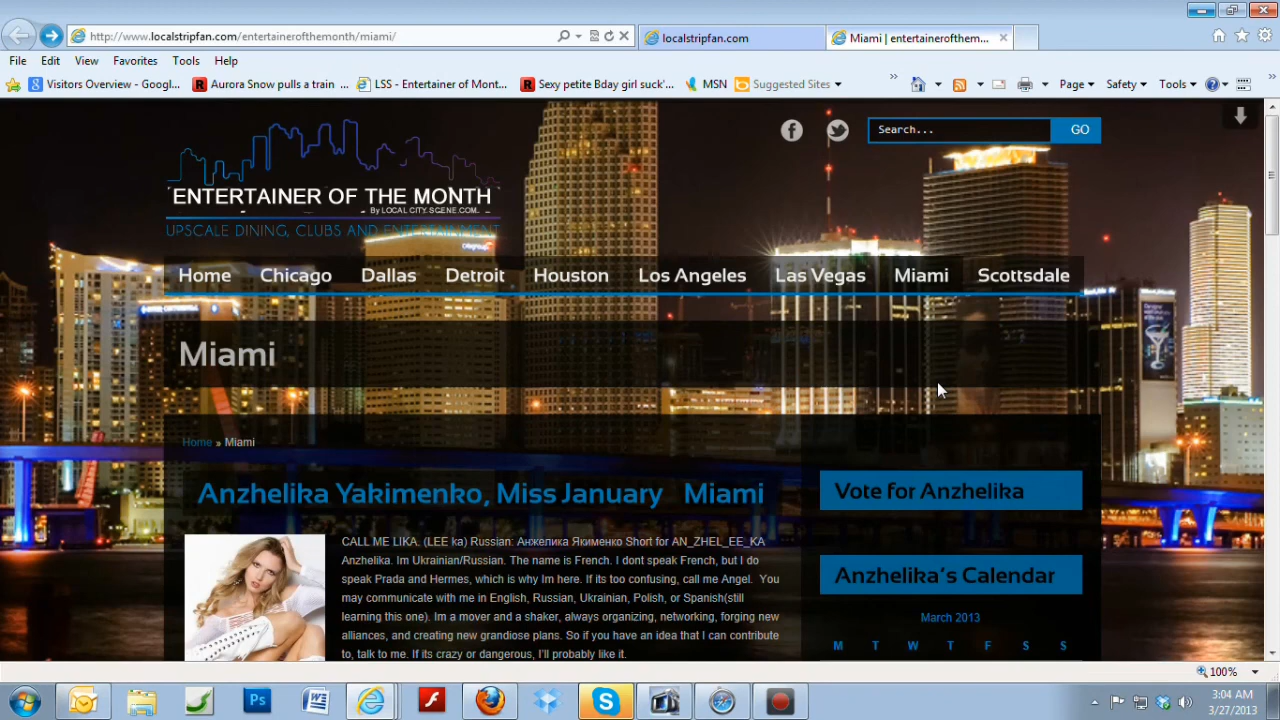 http://www.localstripfan.com/entertainerofthemonth/miami/
localstripfan.com
Miami | entertainerofthem...
File Edit View Favorites Tools Help
Visitors Overview - Googl...
Aurora Snow pulls a train ...
LSS - Entertainer of Mont...
Sexy petite Bday girl suck'...
MSN
Suggested Sites
Page
Safety
Tools
ENTERTAINER OF THE MONTH
By LOCAL CITY SCENE.COM
UPSCALE DINING, CLUBS AND ENTERTAINMENT
Search...
GO
Home Chicago Dallas Detroit Houston Los Angeles Las Vegas Miami Scottsdale
Miami
Home » Miami
Anzhelika Yakimenko, Miss January Miami
CALL ME LIKA. (LEE ka) Russian: Анжелика Якименко Short for AN_ZHEL_EE_KA
Anzhelika. Im Ukrainian/Russian. The name is French. I dont speak French, but I do
speak Prada and Hermes, which is why Im here. If its too confusing, call me Angel. You
may communicate with me in English, Russian, Ukrainian, Polish, or Spanish(still
learning this one). Im a mover and a shaker, always organizing, networking, forging new
alliances, and creating new grandiose plans. So if you have an idea that I can contribute
to, talk to me. If its crazy or dangerous, I'll probably like it.
Vote for Anzhelika
Anzhelika's Calendar
March 2013
M T W T F S S
100%
3:04 AM
3/27/2013